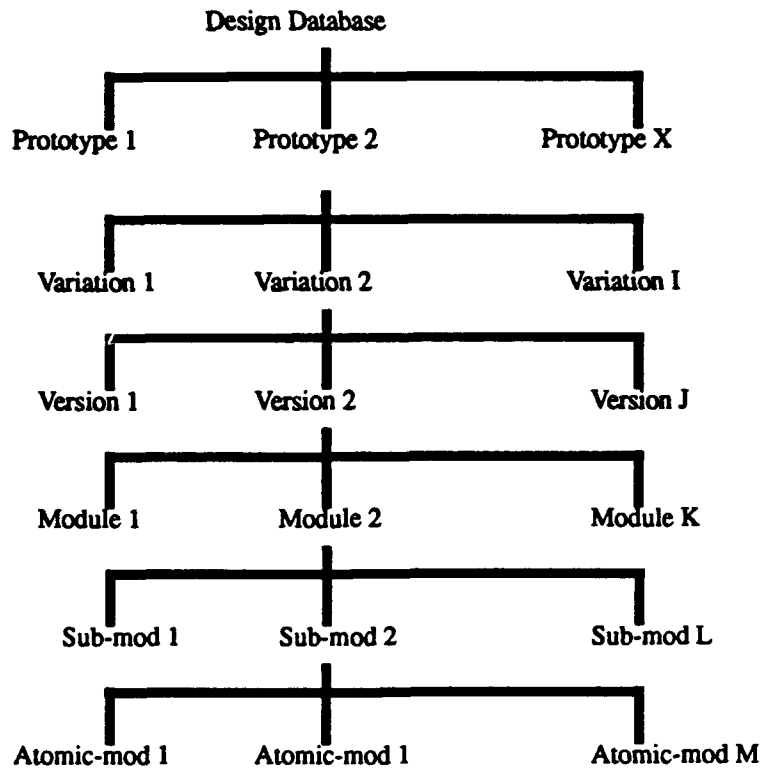 Design Database
Prototype 1 Prototype 2 Prototype X
Variation 1 Variation 2 Variation I
Version 1 Version 2 Version J
Module 1 Module 2 Module K
Sub-mod 1 Sub-mod 2 Sub-mod L
Atomic-mod 1 Atomic-mod 1 Atomic-mod M